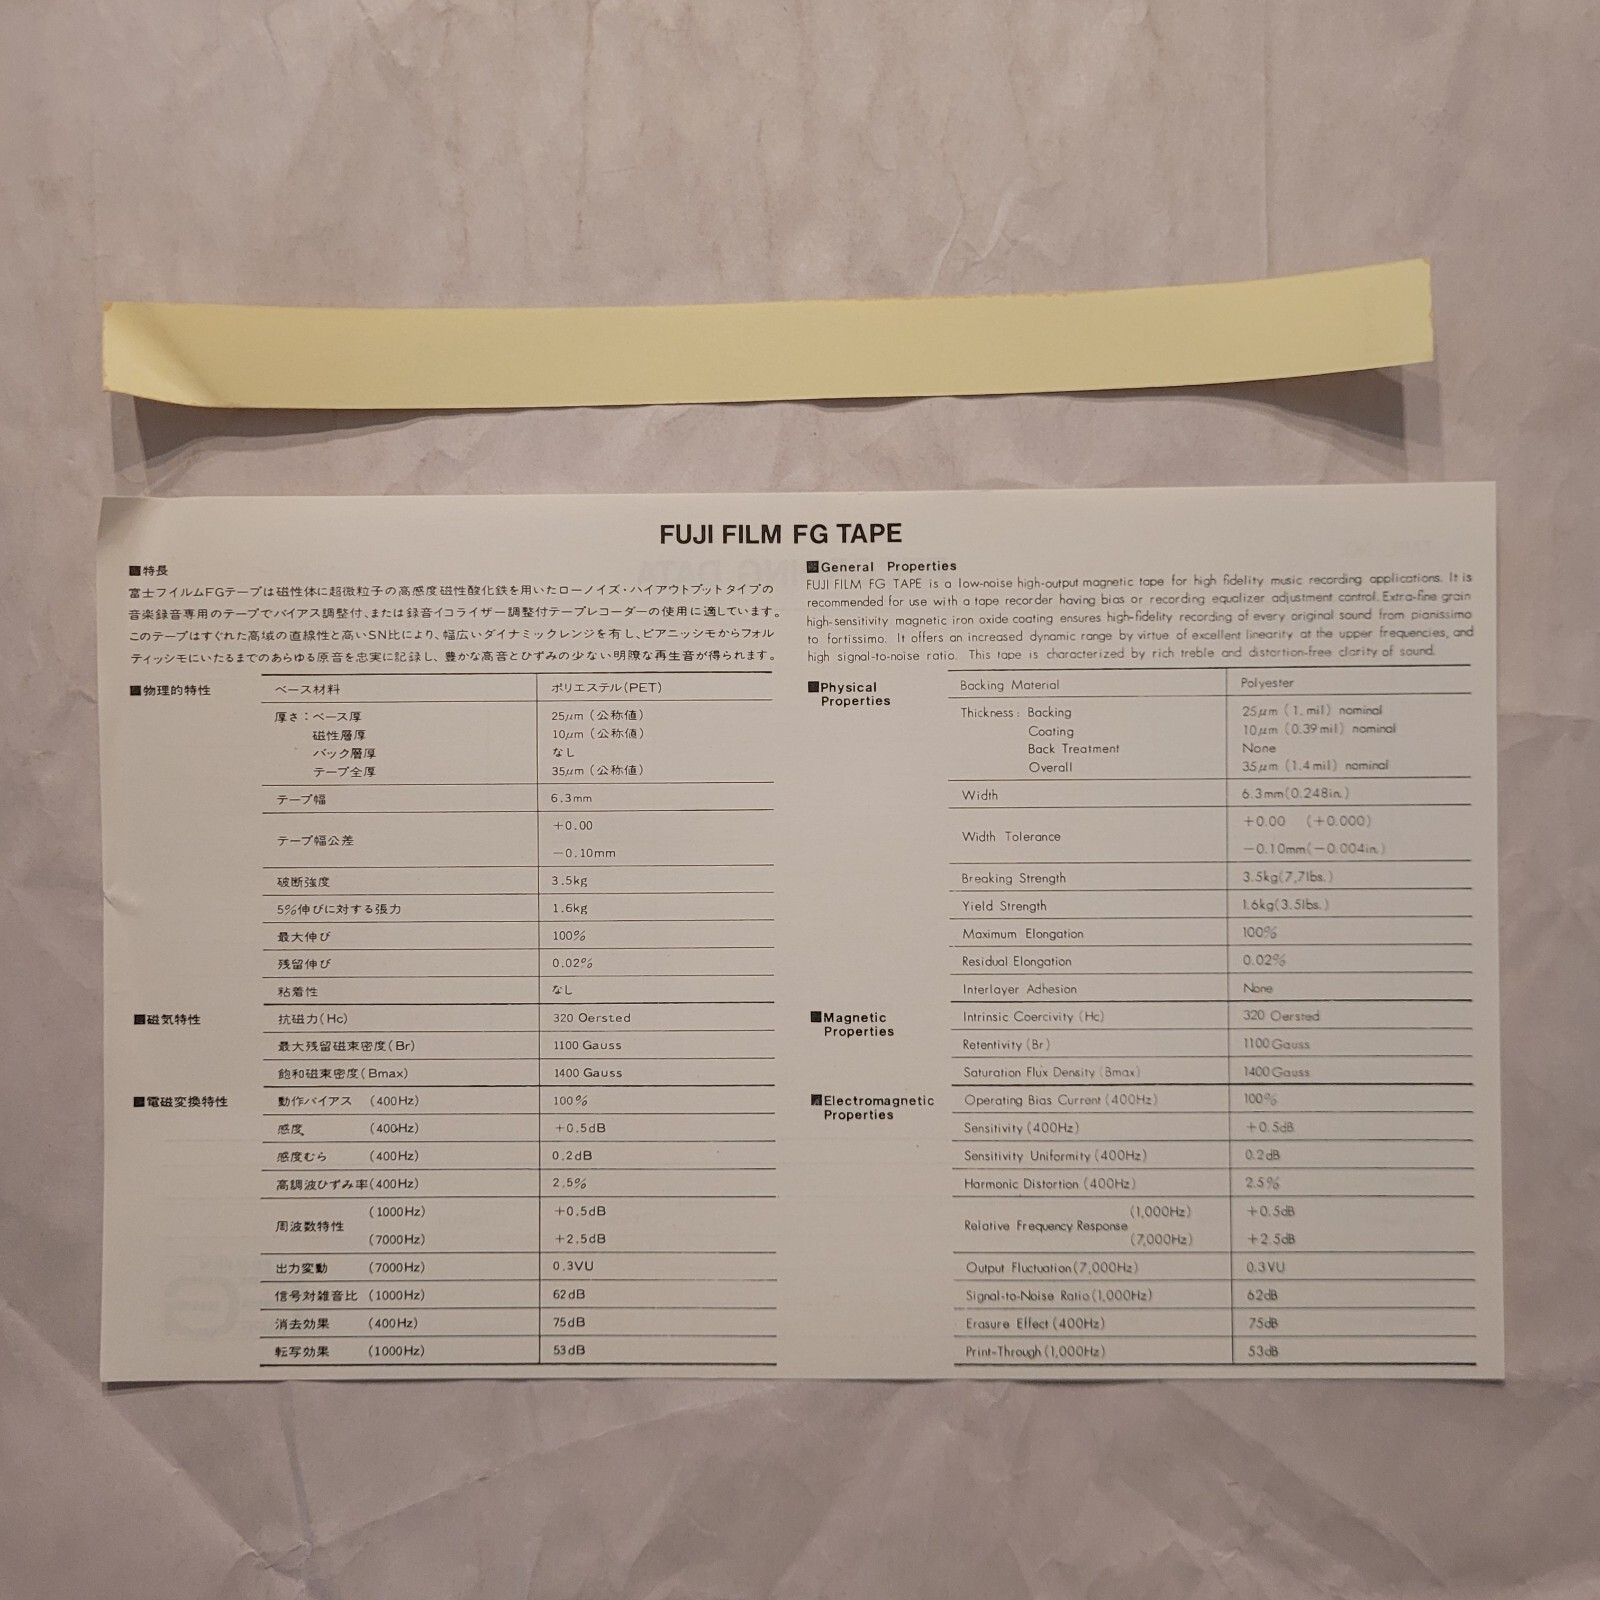 FUJI FILM FG TAPE
■特長
富士フイルムFGテープは磁性体に超微粒子の高感度磁性酸化鉄を用いたローノイズ・ハイアウトプットタイプの
音楽録音専用のテープでバイアス調整付、または録音イコライザー調整付テープレコーダーの使用に適しています。
このテープはすぐれた高域の直線性と高いSN比により、幅広いダイナミックレンジを有し、ピアニッシモからフォル
ティッシモにいたるまでのあらゆる原音を忠実に記録し、豊かな高音とひずみの少ない明瞭な再生音が得られます。
■物理的特性
ベース材料 ポリエステル(PET)
厚さ：ベース厚 25μm (公称値)
磁性層厚 10μm (公称値)
バック層厚 なし
テープ全厚 35μm (公称値)
テープ幅 6.3mm
テープ幅公差 +0.00
−0.10mm
破断強度 3.5kg
5%伸びに対する張力 1.6kg
最大伸び 100%
残留伸び 0.02%
粘着性 なし
■磁気特性
抗磁力(Hc) 320 Oersted
最大残留磁束密度(Br) 1100 Gauss
飽和磁束密度(Bmax) 1400 Gauss
■電磁変換特性
動作バイアス (400Hz) 100%
感度 (400Hz) +0.5dB
感度むら (400Hz) 0.2dB
高調波ひずみ率(400Hz) 2.5%
周波数特性 (1000Hz) +0.5dB
(7000Hz) +2.5dB
出力変動 (7000Hz) 0.3VU
信号対雑音比 (1000Hz) 62dB
消去効果 (400Hz) 75dB
転写効果 (1000Hz) 53dB
■General Properties
FUJI FILM FG TAPE is a low-noise high-output magnetic tape for high fidelity music recording applications. It is
recommended for use with a tape recorder having bias or recording equalizer adjustment control. Extra-fine grain
high-sensitivity magnetic iron oxide coating ensures high-fidelity recording of every original sound from pianissimo
to fortissimo. It offers an increased dynamic range by virtue of excellent linearity at the upper frequencies, and
high signal-to-noise ratio. This tape is characterized by rich treble and distortion-free clarity of sound.
■Physical
Properties
Backing Material Polyester
Thickness: Backing 25μm (1. mil) nominal
Coating 10μm (0.39 mil) nominal
Back Treatment None
Overall 35μm (1.4 mil) nominal
Width 6.3mm(0.248in.)
Width Tolerance +0.00 (+0.000)
−0.10mm(−0.004in.)
Breaking Strength 3.5kg(7,7lbs.)
Yield Strength 1.6kg(3.5lbs.)
Maximum Elongation 100%
Residual Elongation 0.02%
Interlayer Adhesion None
■Magnetic
Properties
Intrinsic Coercivity (Hc) 320 Oersted
Retentivity (Br) 1100 Gauss
Saturation Flux Density (Bmax) 1400 Gauss
■Electromagnetic
Properties
Operating Bias Current (400Hz) 100%
Sensitivity (400Hz) +0.5dB
Sensitivity Uniformity (400Hz) 0.2dB
Harmonic Distortion (400Hz) 2.5%
Relative Frequency Response (1,000Hz) +0.5dB
(7,000Hz) +2.5dB
Output Fluctuation (7,000Hz) 0.3VU
Signal-to-Noise Ratio (1,000Hz) 62dB
Erasure Effect (400Hz) 75dB
Print-Through (1,000Hz) 53dB